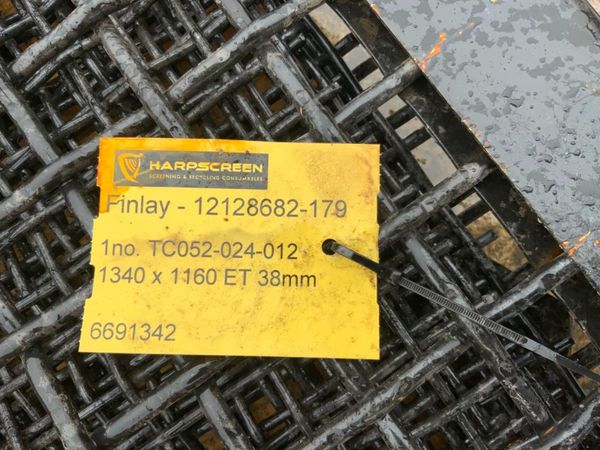 HARPSCREEN
SCREENING & RECYCLING CONSUMABLES
Finlay - 12128682-179
1no. TC052-024-012
1340 x 1160 ET 38mm
6691342